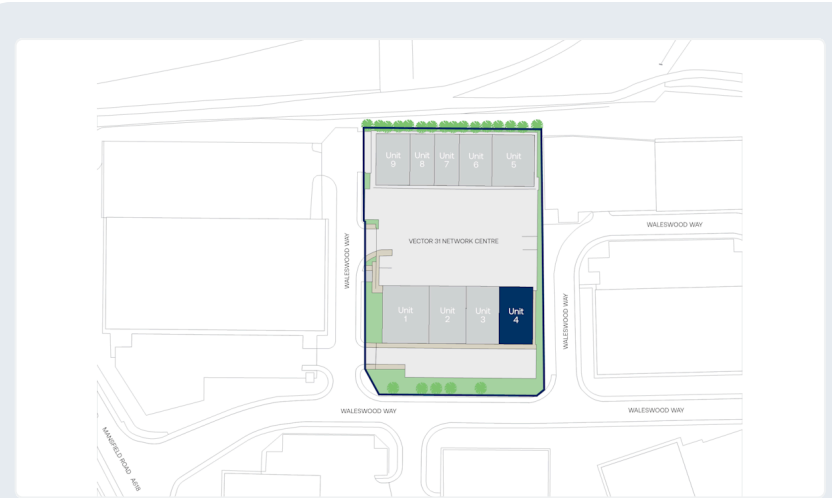 Unit
9
Unit
8
Unit
7
Unit
6
Unit
5
WALESWOOD WAY
VECTOR 31 NETWORK CENTRE
WALESWOOD WAY
Unit
1
Unit
2
Unit
3
Unit
4
WALESWOOD WAY
WALESWOOD WAY
WALESWOOD WAY
MANSFIELD ROAD A618